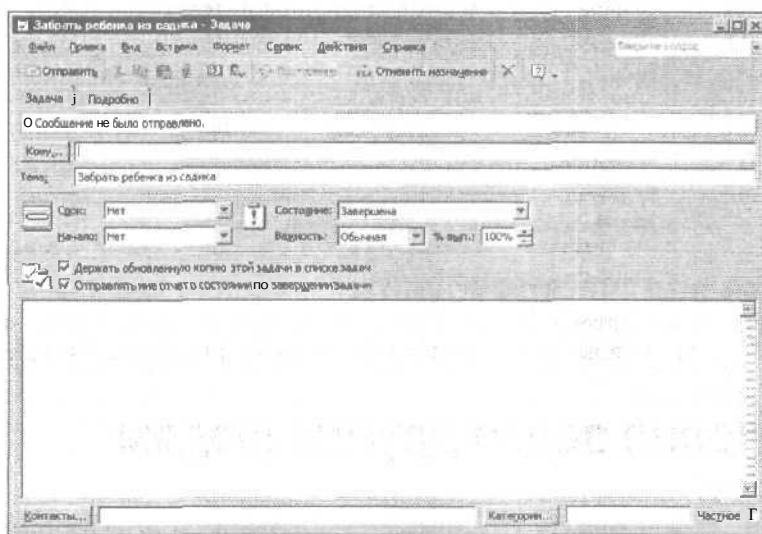 Забрать ребенка из садика - Задача
Файл Правка Вид Вставка Формат Сервис Действия Справка Введите вопрос
Отправить Отменить назначение
Задача Подробно
Сообщение не было отправлено.
Кому...
Тема: Забрать ребенка из садика
Срок: Нет Состояние: Завершена
Начало: Нет Важность: Обычная % вып.: 100%
Держать обновленную копию этой задачи в списке задач
Отправлять мне отчет о состоянии по завершении задачи
Контакты... Категории... Частное